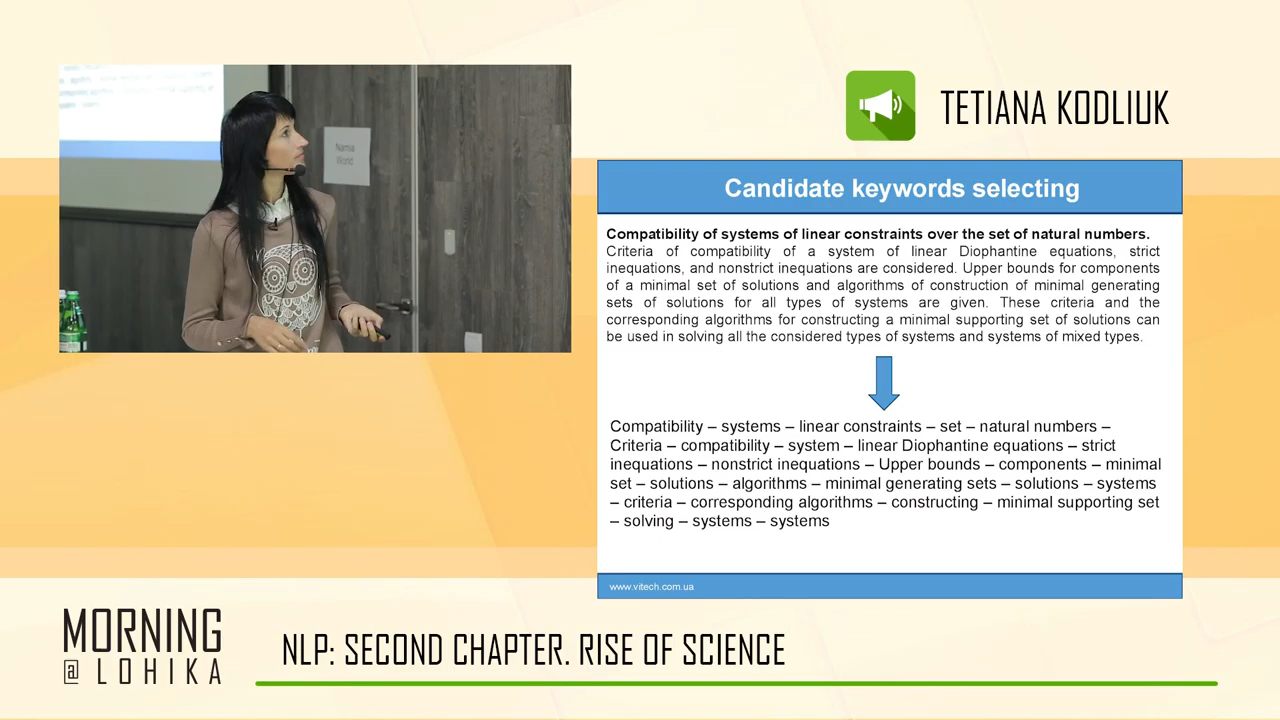 TETIANA KODLIUK
Narnia
World
Candidate keywords selecting
Compatibility of systems of linear constraints over the set of natural numbers.
Criteria of compatibility of a system of linear Diophantine equations, strict
inequations, and nonstrict inequations are considered. Upper bounds for components
of a minimal set of solutions and algorithms of construction of minimal generating
sets of solutions for all types of systems are given. These criteria and the
corresponding algorithms for constructing a minimal supporting set of solutions can
be used in solving all the considered types of systems and systems of mixed types.
Compatibility – systems – linear constraints – set – natural numbers –
Criteria – compatibility – system – linear Diophantine equations – strict
inequations – nonstrict inequations – Upper bounds – components – minimal
set – solutions – algorithms – minimal generating sets – solutions – systems
– criteria – corresponding algorithms – constructing – minimal supporting set
– solving – systems – systems
www.vitech.com.ua
MORNING
@ LOHIKA
NLP: SECOND CHAPTER. RISE OF SCIENCE